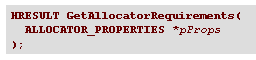 HRESULT GetAllocatorRequirements(
  ALLOCATOR_PROPERTIES *pProps
);